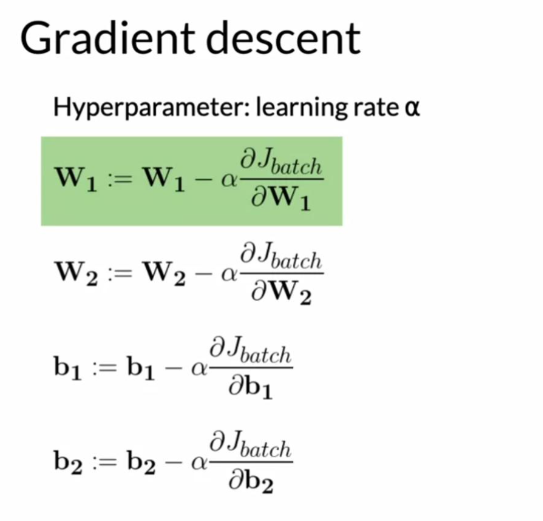 Gradient descent
Hyperparameter: learning rate α
W₁ := W₁ − α ∂J_batch/∂W₁
W₂ := W₂ − α ∂J_batch/∂W₂
b₁ := b₁ − α ∂J_batch/∂b₁
b₂ := b₂ − α ∂J_batch/∂b₂